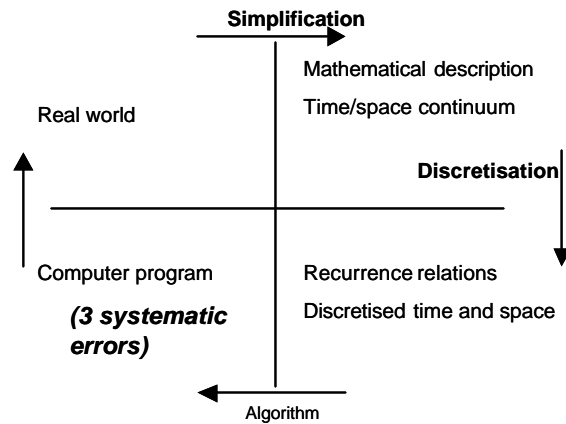 Simplification
Mathematical description
Time/space continuum
Real world
Discretisation
Computer program
(3 systematic
errors)
Recurrence relations
Discretised time and space
Algorithm